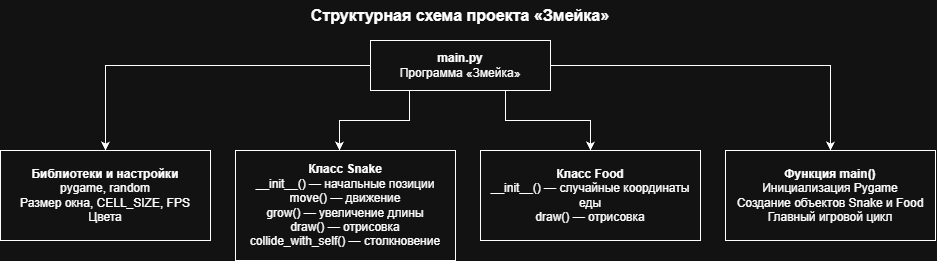 Структурная схема проекта «Змейка»
main.py
Программа «Змейка»
Библиотеки и настройки
pygame, random
Размер окна, CELL_SIZE, FPS
Цвета
Класс Snake
__init__() — начальные позиции
move() — движение
grow() — увеличение длины
draw() — отрисовка
collide_with_self() — столкновение
Класс Food
__init__() — случайные координаты
еды
draw() — отрисовка
Функция main()
Инициализация Pygame
Создание объектов Snake и Food
Главный игровой цикл